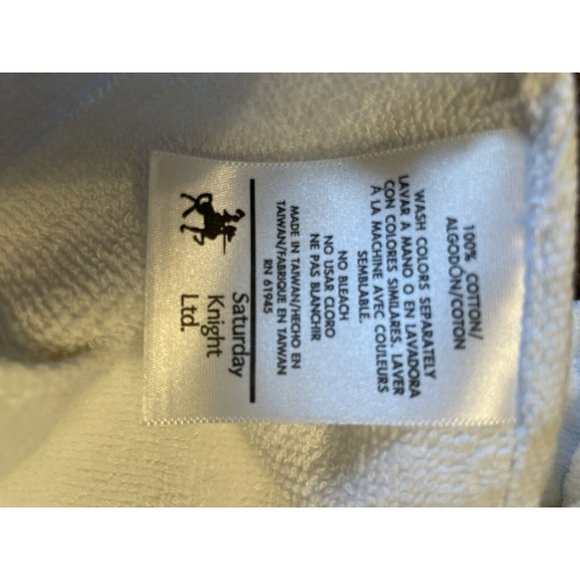 100% COTTON/
ALGODÓN/COTON
WASH COLORS SEPARATELY
LAVAR A MANO O EN LAVADORA
CON COLORES SIMILARES. LAVER
À LA MACHINE AVEC COULEURS
SEMBLABLE.
NO BLEACH
NO USAR CLORO
NE PAS BLANCHIR
MADE IN TAIWAN/HECHO EN
TAIWAN/FABRIQUE EN TAIWAN
RN 61945
Saturday
Knight
Ltd.